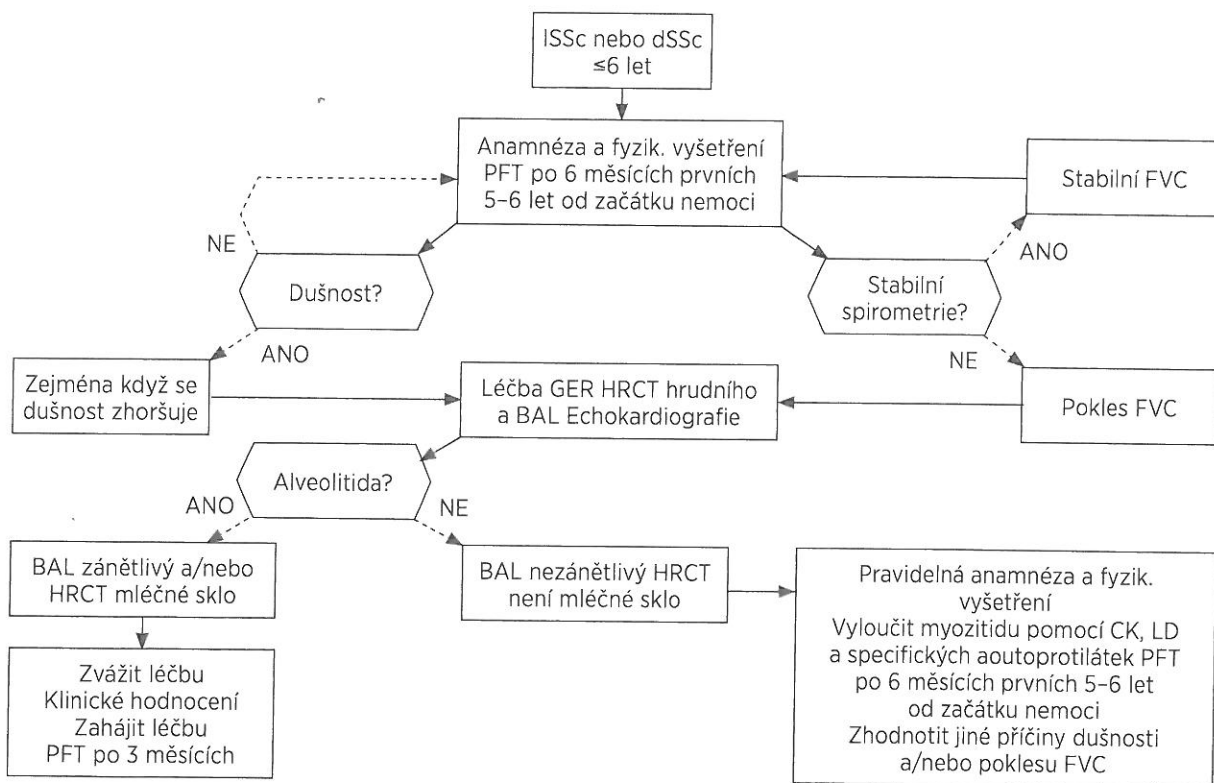 lSSc nebo dSSc
≤6 let
Anamnéza a fyzik. vyšetření
PFT po 6 měsících prvních
5–6 let od začátku nemoci
Stabilní FVC
NE
ANO
Dušnost?
Stabilní
spirometrie?
ANO
NE
Zejména když se
dušnost zhoršuje
Léčba GER HRCT hrudního
a BAL Echokardiografie
Pokles FVC
Alveolitida?
ANO
NE
BAL zánětlivý a/nebo
HRCT mléčné sklo
BAL nezánětlivý HRCT
není mléčné sklo
Pravidelná anamnéza a fyzik.
vyšetření
Vyloučit myozitidu pomocí CK, LD
a specifických aoutoprotilátek PFT
po 6 měsících prvních 5–6 let
od začátku nemoci
Zhodnotit jiné příčiny dušnosti
a/nebo poklesu FVC
Zvážit léčbu
Klinické hodnocení
Zahájit léčbu
PFT po 3 měsících